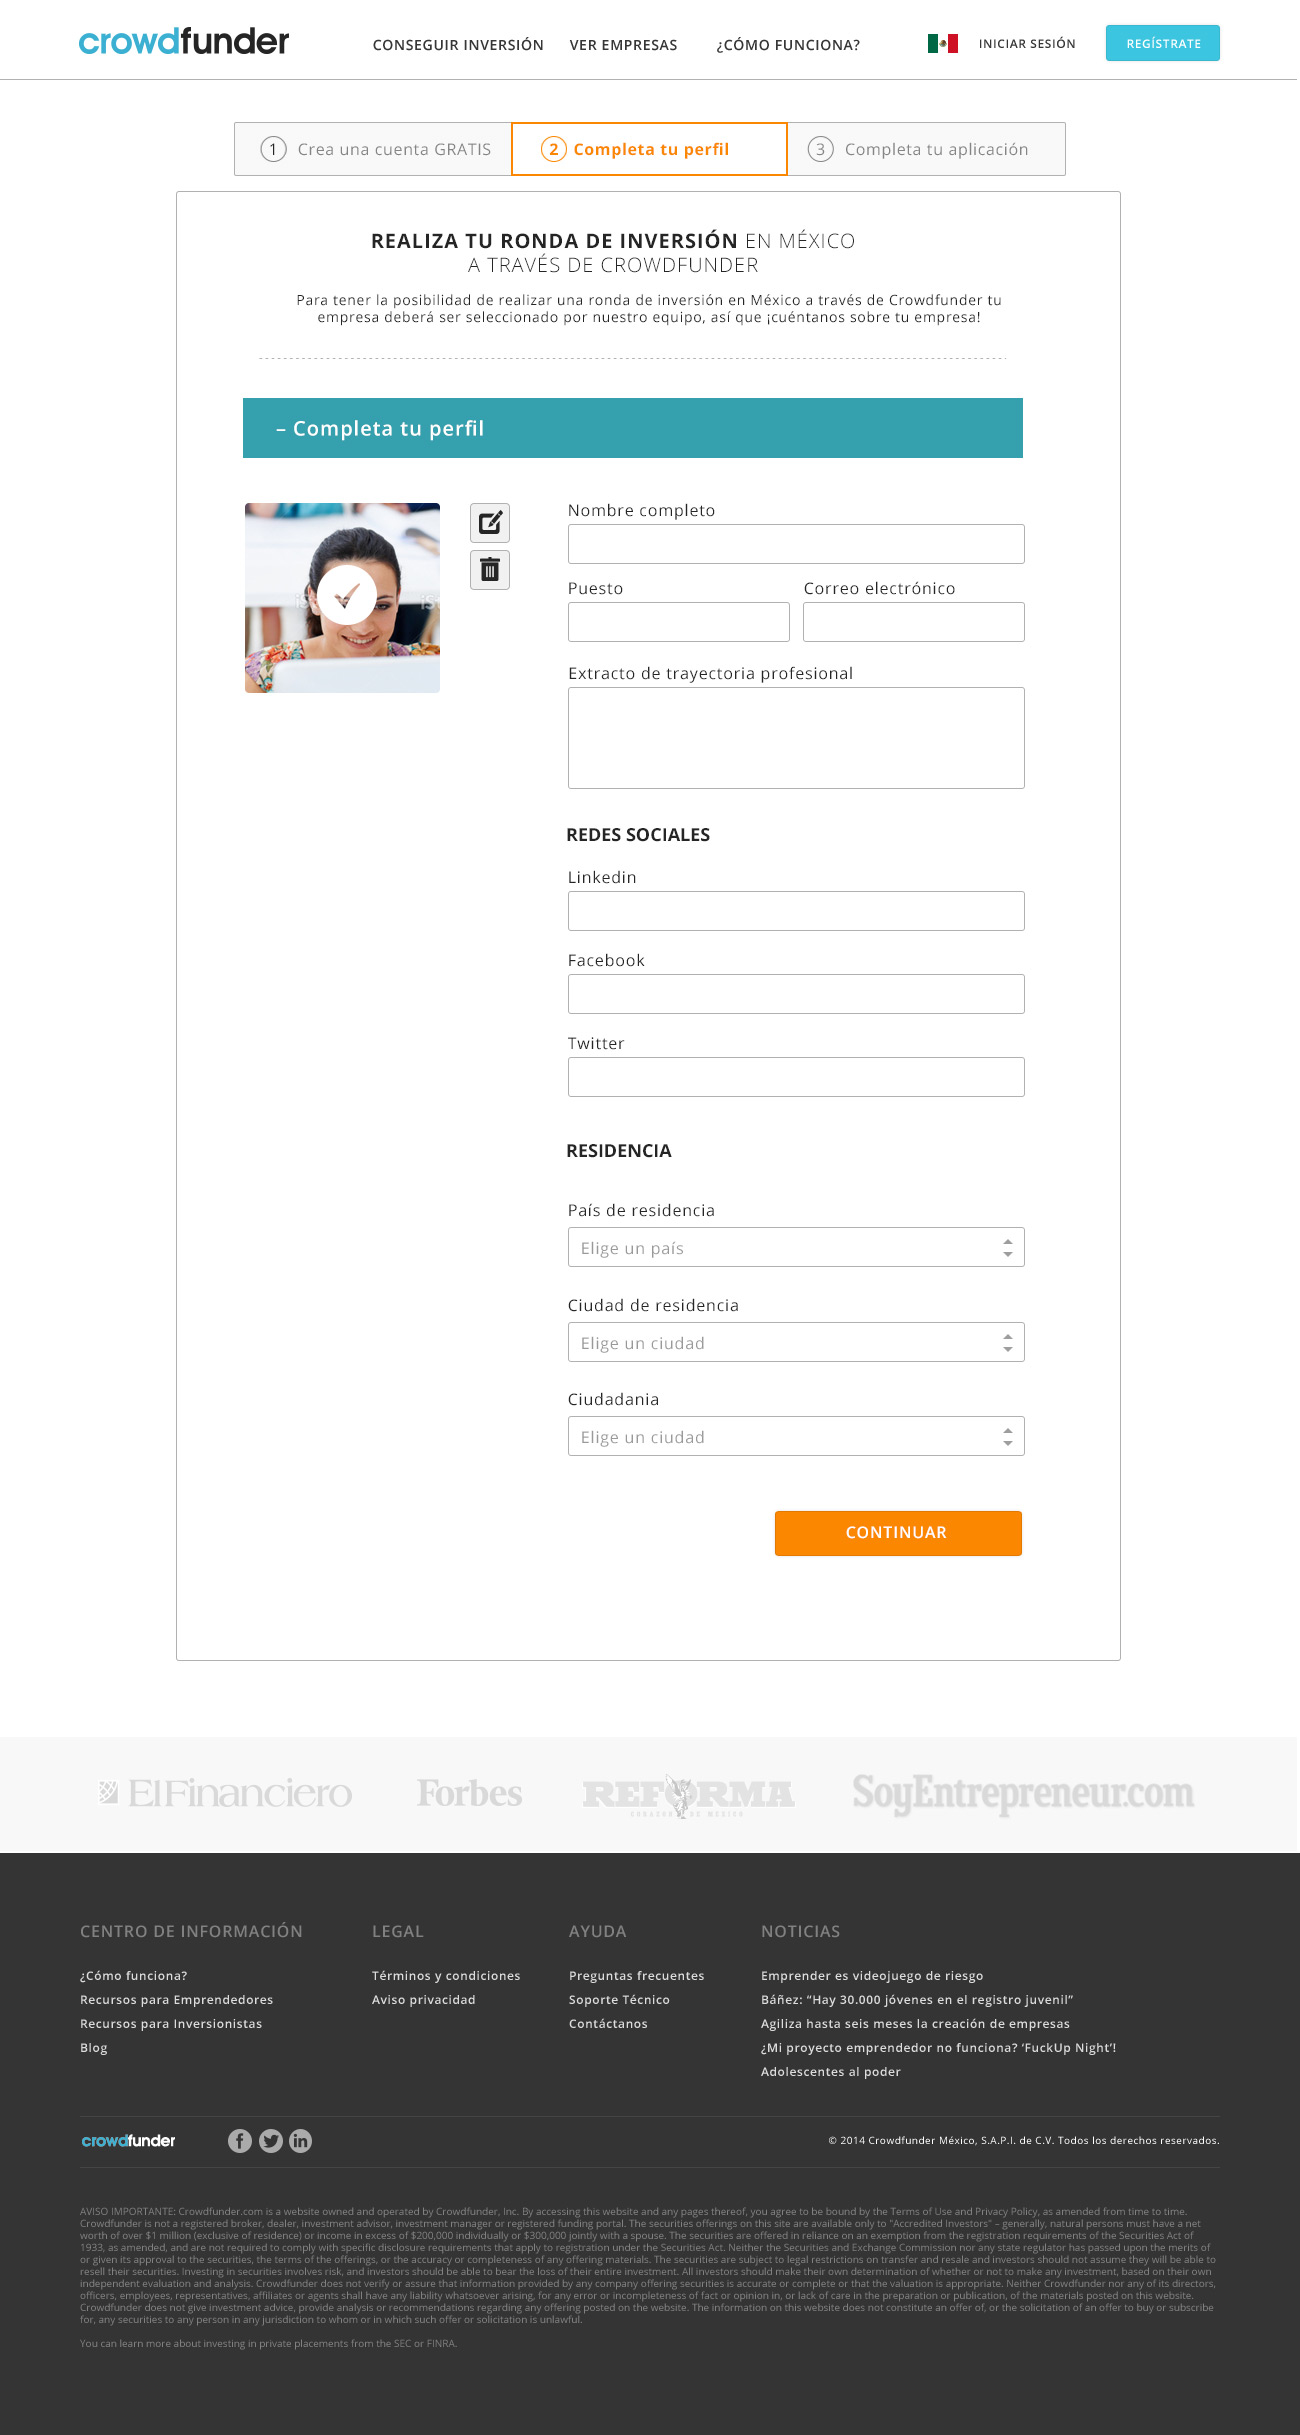 crowdfunder
CONSEGUIR INVERSIÓN
VER EMPRESAS
¿CÓMO FUNCIONA?
INICIAR SESIÓN
REGÍSTRATE
1 Crea una cuenta GRATIS
2 Completa tu perfil
3 Completa tu aplicación
REALIZA TU RONDA DE INVERSIÓN EN MÉXICO
A TRAVÉS DE CROWDFUNDER
Para tener la posibilidad de realizar una ronda de inversión en México a través de Crowdfunder tu
empresa deberá ser seleccionado por nuestro equipo, así que ¡cuéntanos sobre tu empresa!
– Completa tu perfil
Nombre completo
Puesto
Correo electrónico
Extracto de trayectoria profesional
REDES SOCIALES
Linkedin
Facebook
Twitter
RESIDENCIA
País de residencia
Elige un país
Ciudad de residencia
Elige un ciudad
Ciudadania
Elige un ciudad
CONTINUAR
El Financiero
Forbes
REFORMA
CORAZÓN DE MÉXICO
SoyEntrepreneur.com
CENTRO DE INFORMACIÓN
¿Cómo funciona?
Recursos para Emprendedores
Recursos para Inversionistas
Blog
LEGAL
Términos y condiciones
Aviso privacidad
AYUDA
Preguntas frecuentes
Soporte Técnico
Contáctanos
NOTICIAS
Emprender es videojuego de riesgo
Báñez: “Hay 30.000 jóvenes en el registro juvenil”
Agiliza hasta seis meses la creación de empresas
¿Mi proyecto emprendedor no funciona? ‘FuckUp Night’!
Adolescentes al poder
crowdfunder
© 2014 Crowdfunder México, S.A.P.I. de C.V. Todos los derechos reservados.
AVISO IMPORTANTE: Crowdfunder.com is a website owned and operated by Crowdfunder, Inc. By accessing this website and any pages thereof, you agree to be bound by the Terms of Use and Privacy Policy, as amended from time to time.
Crowdfunder is not a registered broker, dealer, investment advisor, investment manager or registered funding portal. The securities offerings on this site are available only to "Accredited Investors" – generally, natural persons must have a net
worth of over $1 million (exclusive of residence) or income in excess of $200,000 individually or $300,000 jointly with a spouse. The securities are offered in reliance on an exemption from the registration requirements of the Securities Act of
1933, as amended, and are not required to comply with specific disclosure requirements that apply to registration under the Securities Act. Neither the Securities and Exchange Commission nor any state regulator has passed upon the merits of
or given its approval to the securities, the terms of the offerings, or the accuracy or completeness of any offering materials. The securities are subject to legal restrictions on transfer and resale and investors should not assume they will be able to
resell their securities. Investing in securities involves risk, and investors should be able to bear the loss of their entire investment. All investors should make their own determination of whether or not to make any investment, based on their own
independent evaluation and analysis. Crowdfunder does not verify or assure that information provided by any company offering securities is accurate or complete or that the valuation is appropriate. Neither Crowdfunder nor any of its directors,
officers, employees, representatives, affiliates or agents shall have any liability whatsoever arising, for any error or incompleteness of fact or opinion in, or lack of care in the preparation or publication, of the materials posted on this website.
Crowdfunder does not give investment advice, provide analysis or recommendations regarding any offering posted on the website. The information on this website does not constitute an offer of, or the solicitation of an offer to buy or subscribe
for, any securities to any person in any jurisdiction to whom or in which such offer or solicitation is unlawful.
You can learn more about investing in private placements from the SEC or FINRA.